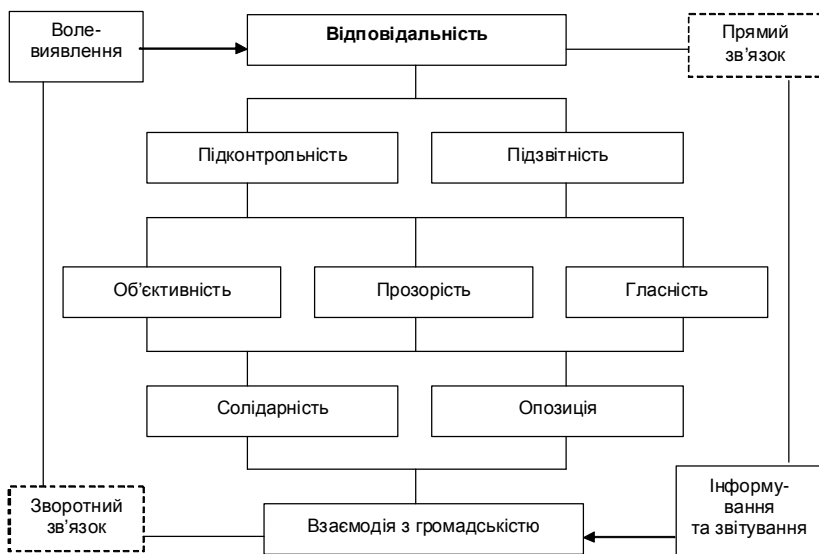 Воле-
виявлення
Відповідальність
Прямий
зв'язок
Підконтрольність
Підзвітність
Об'єктивність
Прозорість
Гласність
Солідарність
Опозиція
Зворотний
зв'язок
Взаємодія з громадськістю
Інформу-
вання
та звітування